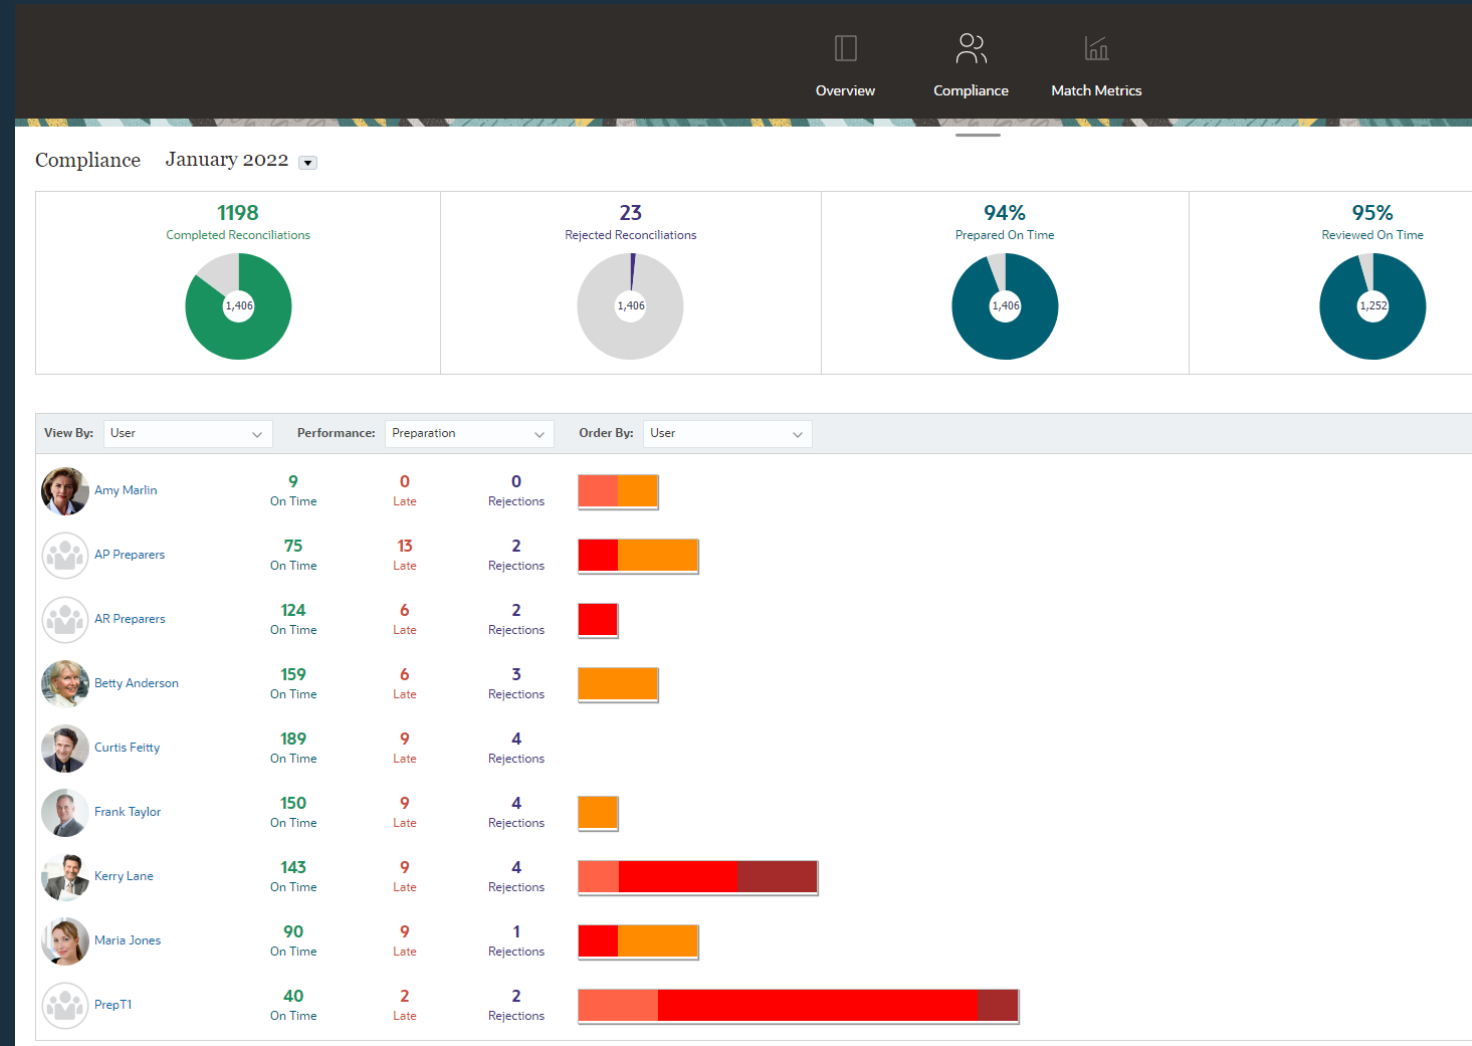 Overview Compliance Match Metrics
Compliance January 2022
1198 23 94% 95%
Completed Reconciliations Rejected Reconciliations Prepared On Time Reviewed On Time
1,406 1,406 1,406 1,252
View By: User Performance: Preparation Order By: User
Amy Marlin 9 On Time 0 Late 0 Rejections
AP Preparers 75 On Time 13 Late 2 Rejections
AR Preparers 124 On Time 6 Late 2 Rejections
Betty Anderson 159 On Time 6 Late 3 Rejections
Curtis Feitty 189 On Time 9 Late 4 Rejections
Frank Taylor 150 On Time 9 Late 4 Rejections
Kerry Lane 143 On Time 9 Late 4 Rejections
Maria Jones 90 On Time 9 Late 1 Rejections
PrepT1 40 On Time 2 Late 2 Rejections